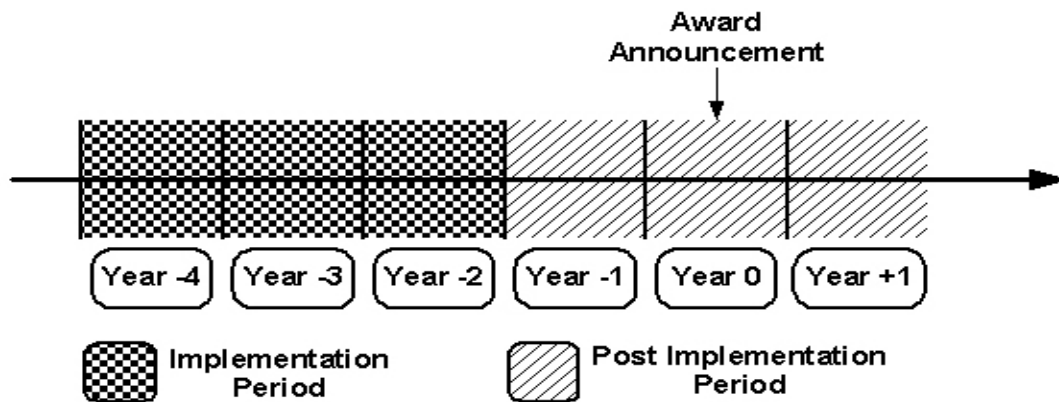 Award
Announcement
Year -4
Year -3
Year -2
Year -1
Year 0
Year +1
Implementation
Period
Post Implementation
Period